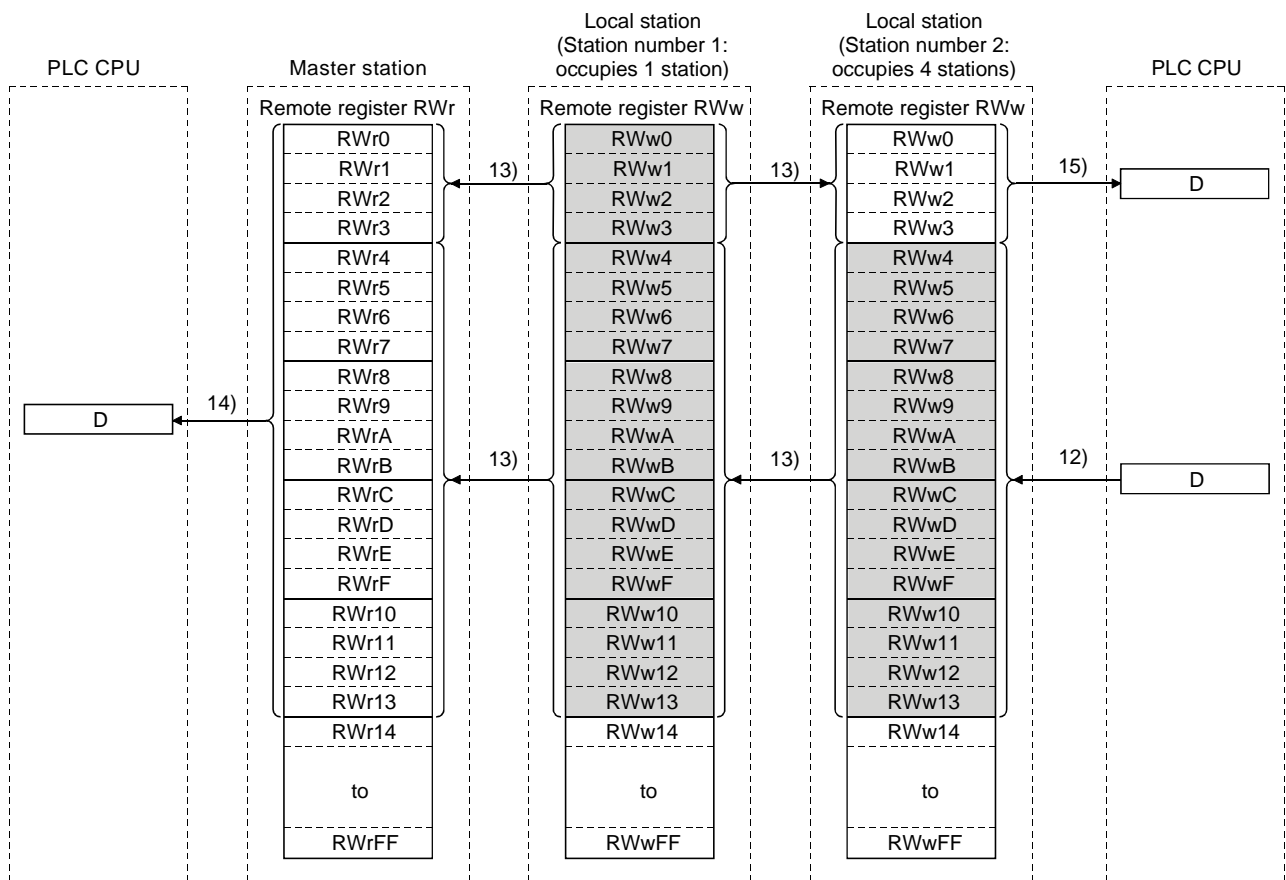 Local station
(Station number 1:
occupies 1 station)
Local station
(Station number 2:
occupies 4 stations)
PLC CPU
Master station
PLC CPU
Remote register RWr
Remote register RWw
Remote register RWw
RWr0
RWr1
RWr2
RWr3
RWr4
RWr5
RWr6
RWr7
RWr8
RWr9
RWrA
RWrB
RWrC
RWrD
RWrE
RWrF
RWr10
RWr11
RWr12
RWr13
RWr14
to
RWrFF
RWw0
RWw1
RWw2
RWw3
RWw4
RWw5
RWw6
RWw7
RWw8
RWw9
RWwA
RWwB
RWwC
RWwD
RWwE
RWwF
RWw10
RWw11
RWw12
RWw13
RWw14
to
RWwFF
RWw0
RWw1
RWw2
RWw3
RWw4
RWw5
RWw6
RWw7
RWw8
RWw9
RWwA
RWwB
RWwC
RWwD
RWwE
RWwF
RWw10
RWw11
RWw12
RWw13
RWw14
to
RWwFF
13)
13)
15)
D
14)
D
13)
13)
12)
D